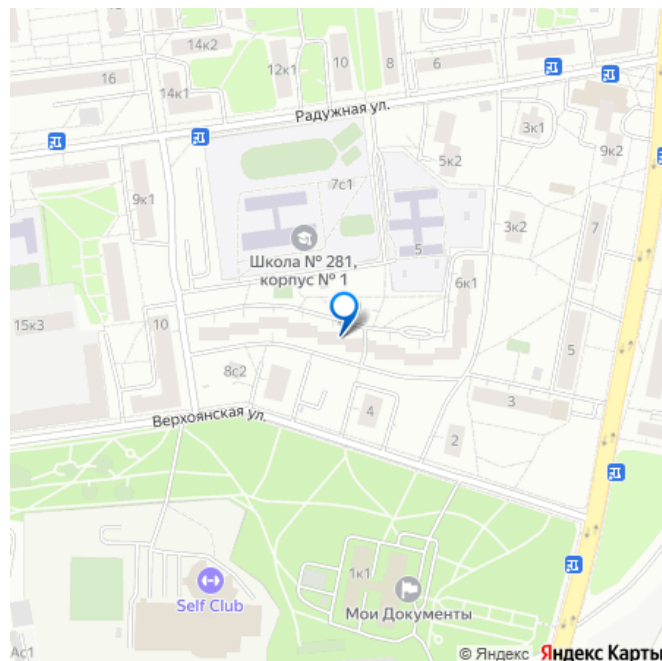 14к2
16
14к1
12к1
10
8
6
Радужная ул.
3к1
9к2
5к2
7с1
9к1
3к2
7
5
Школа № 281,
корпус № 1
6к1
15к3
10
5
8с2
4
3
2
Верхоянская ул.
1к1
Self Club
Мои Документы
Ас1
© Яндекс Яндекс Карты